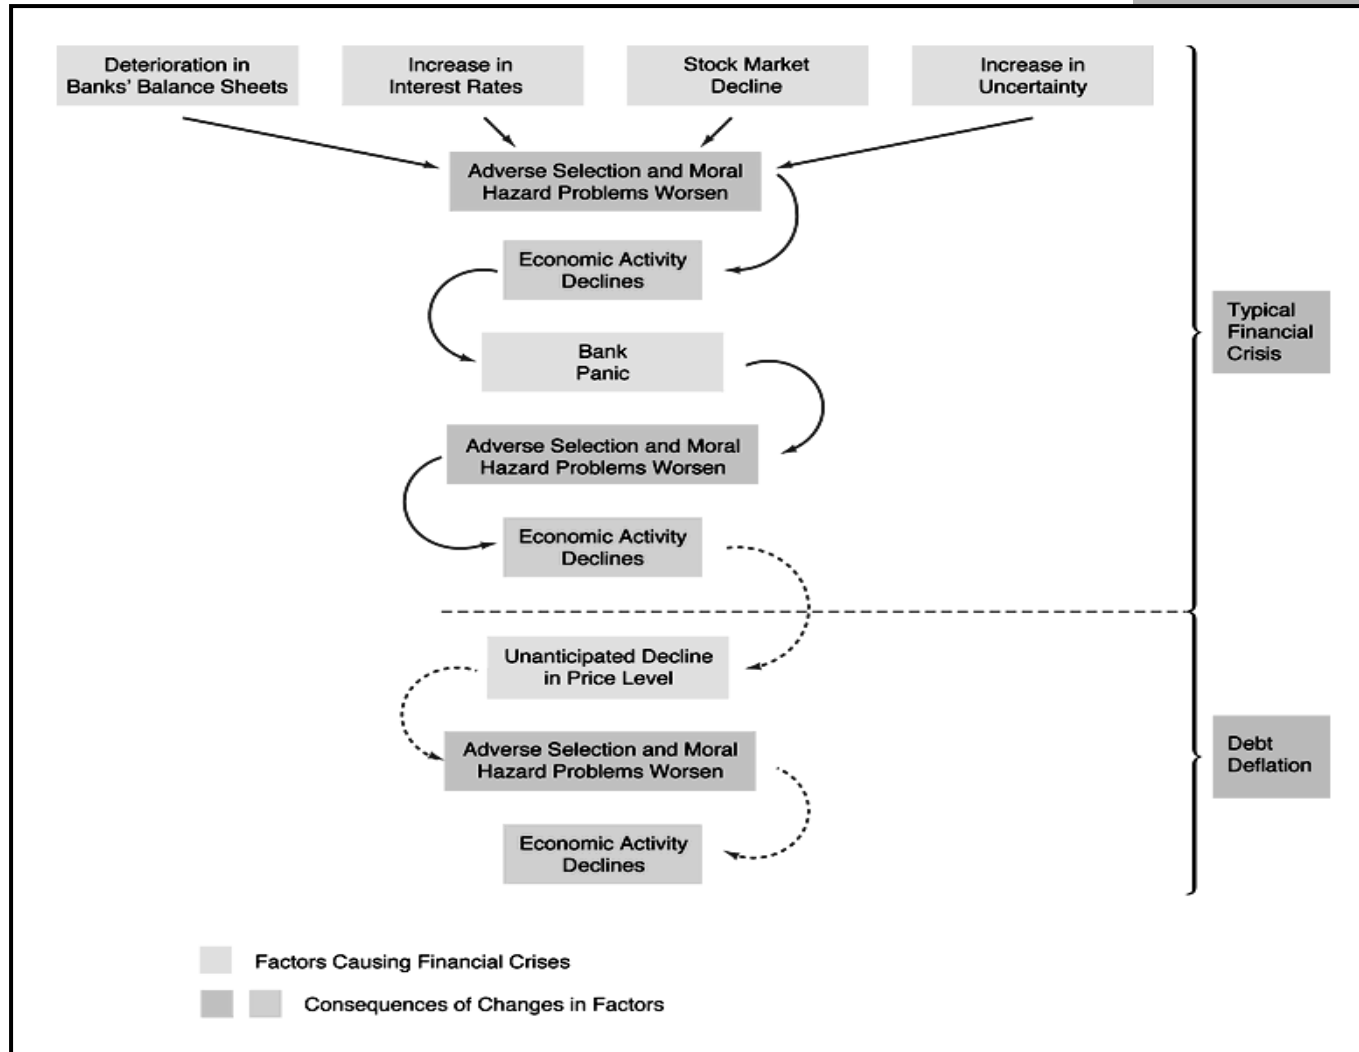 Deterioration in
Banks' Balance Sheets
Increase in
Interest Rates
Stock Market
Decline
Increase in
Uncertainty
Adverse Selection and Moral
Hazard Problems Worsen
Economic Activity
Declines
Bank
Panic
Adverse Selection and Moral
Hazard Problems Worsen
Economic Activity
Declines
Typical
Financial
Crisis
Unanticipated Decline
in Price Level
Adverse Selection and Moral
Hazard Problems Worsen
Economic Activity
Declines
Debt
Deflation
Factors Causing Financial Crises
Consequences of Changes in Factors